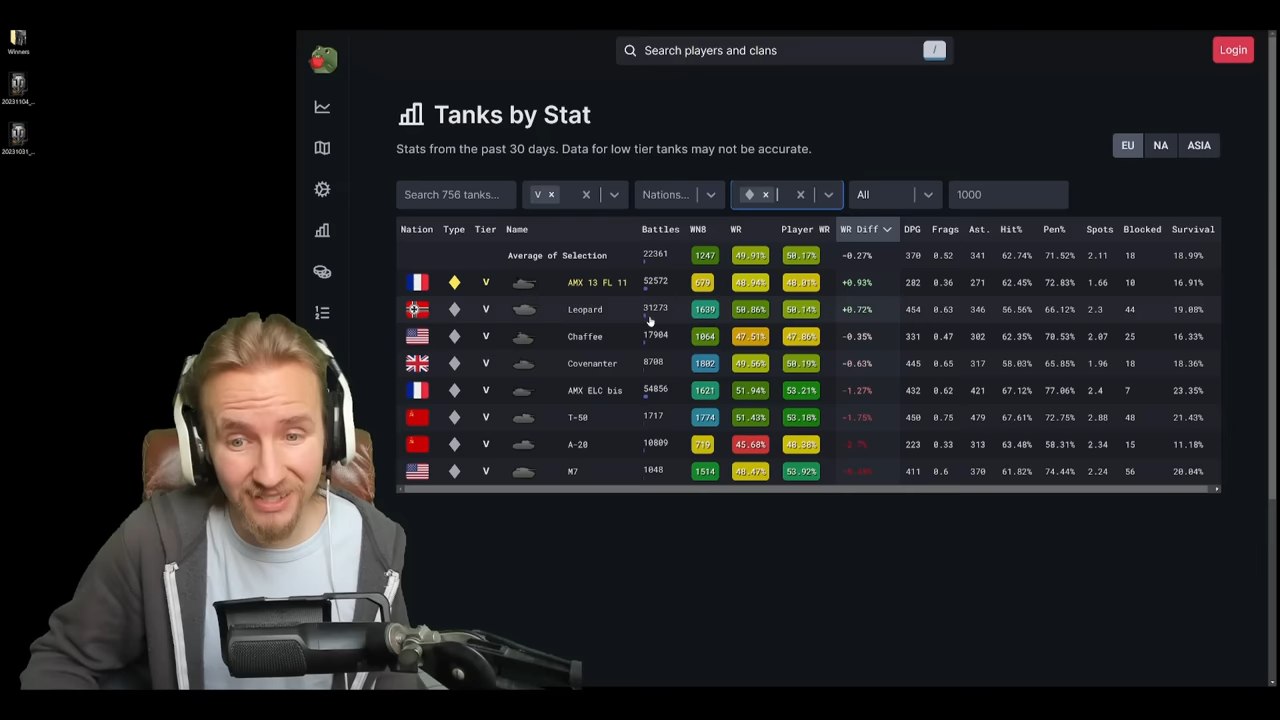 Winners
20231104_...
20231031_...
Search players and clans
/
Login
Tanks by Stat
Stats from the past 30 days. Data for low tier tanks may not be accurate.
EU NA ASIA
Search 756 tanks... V × Nations... × All 1000
Nation Type Tier Name Battles WN8 WR Player WR WR Diff DPG Frags Ast. Hit% Pen% Spots Blocked Survival
Average of Selection 22361 1247 49.91% 50.17% -0.27% 370 0.52 341 62.74% 71.52% 2.11 18 18.99%
V AMX 13 FL 11 52572 679 48.94% 48.01% +0.93% 282 0.36 271 62.45% 72.83% 1.66 10 16.91%
V Leopard 31273 1639 50.86% 50.14% +0.72% 454 0.63 346 56.56% 66.12% 2.3 44 19.08%
V Chaffee 17904 1064 47.51% 47.86% -0.35% 331 0.47 302 62.35% 70.53% 2.07 25 16.33%
V Covenanter 8708 1802 49.56% 50.19% -0.63% 445 0.65 317 58.03% 65.85% 1.96 18 18.36%
V AMX ELC bis 54856 1621 51.94% 53.21% -1.27% 432 0.62 421 67.12% 77.06% 2.4 7 23.35%
V T-50 1717 1774 51.43% 53.18% -1.75% 450 0.75 479 67.61% 72.75% 2.88 48 21.43%
V A-20 10809 719 45.68% 48.38% 2.7% 223 0.33 313 63.48% 58.31% 2.34 15 11.18%
V M7 1048 1514 48.47% 53.92% 411 0.6 370 61.82% 74.44% 2.24 56 20.04%